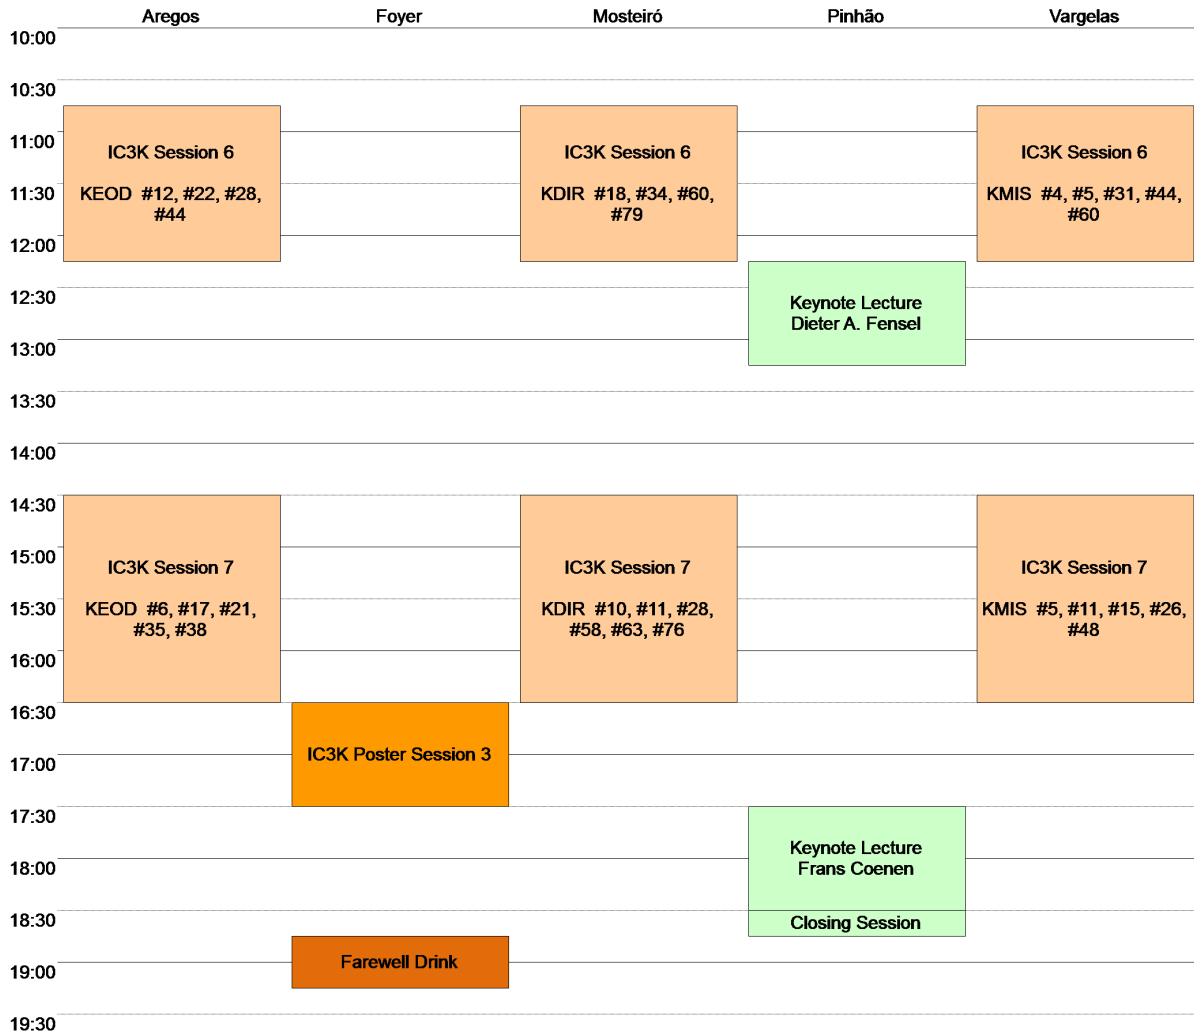 Aregos
Foyer
Mosteiró
Pinhão
Vargelas
10:00
10:30
11:00
IC3K Session 6
IC3K Session 6
IC3K Session 6
11:30
KEOD #12, #22, #28,
#44
KDIR #18, #34, #60,
#79
KMIS #4, #5, #31, #44,
#60
12:00
12:30
Keynote Lecture
Dieter A. Fensel
13:00
13:30
14:00
14:30
15:00
IC3K Session 7
IC3K Session 7
IC3K Session 7
15:30
KEOD #6, #17, #21,
#35, #38
KDIR #10, #11, #28,
#58, #63, #76
KMIS #5, #11, #15, #26,
#48
16:00
16:30
IC3K Poster Session 3
17:00
17:30
Keynote Lecture
Frans Coenen
18:00
18:30
Closing Session
Farewell Drink
19:00
19:30